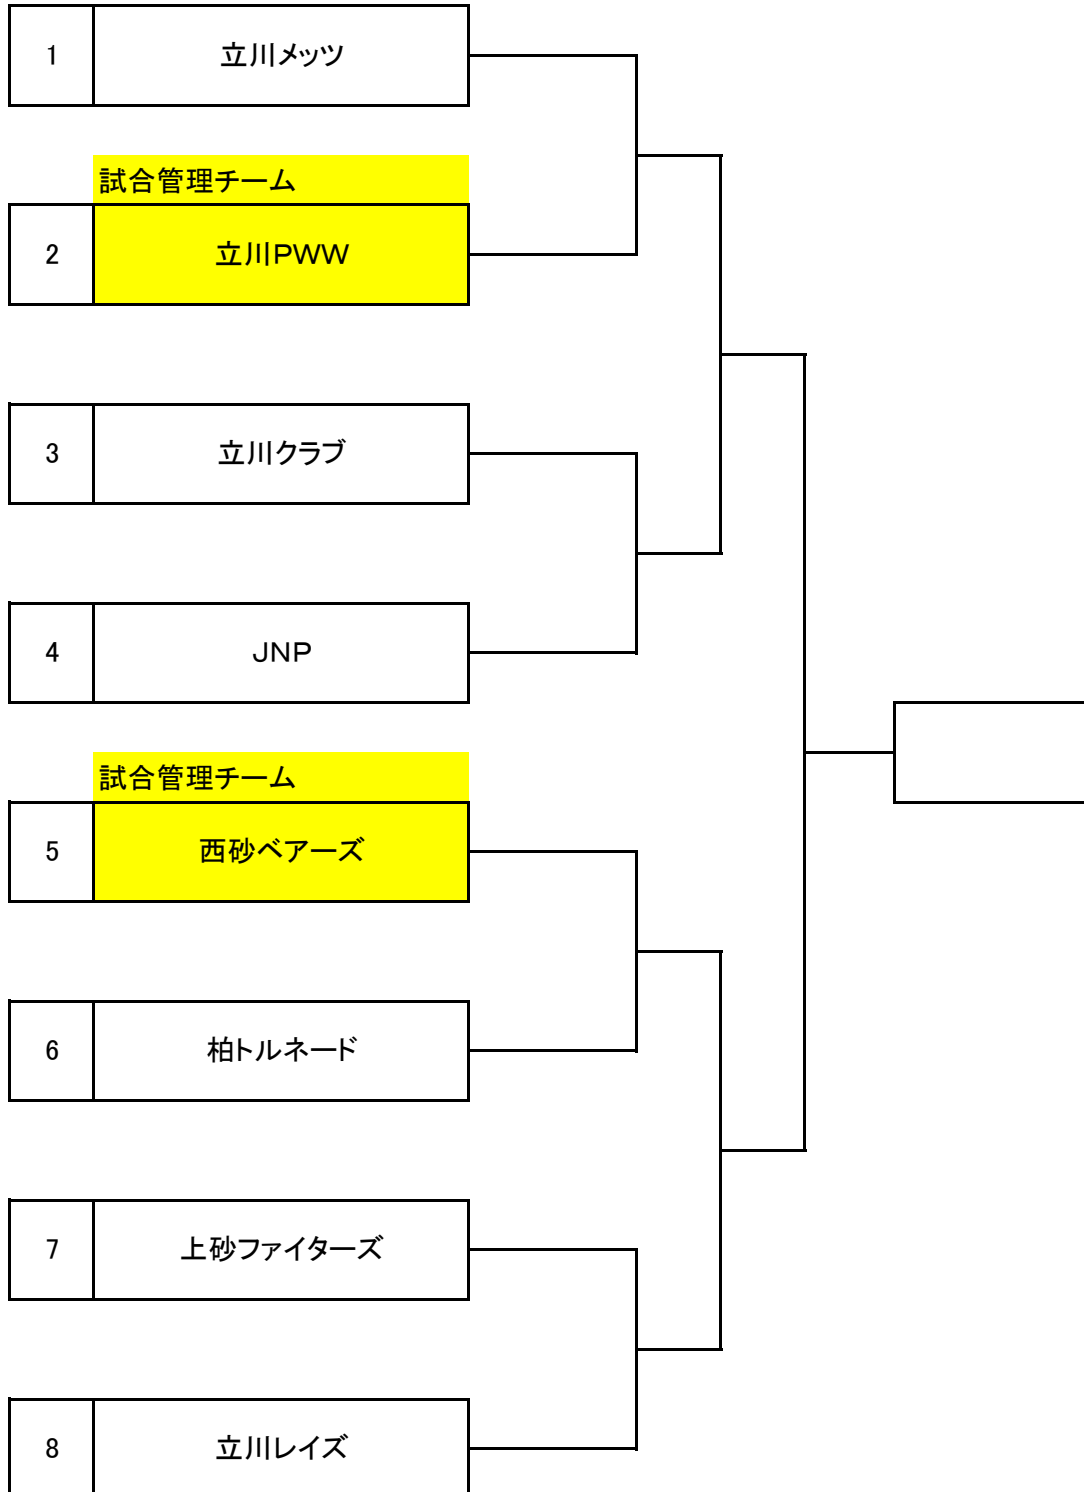 1 立川メッツ
試合管理チーム
2 立川PWW
3 立川クラブ
4 JNP
試合管理チーム
5 西砂ベアーズ
6 柏トルネード
7 上砂ファイターズ
8 立川レイズ